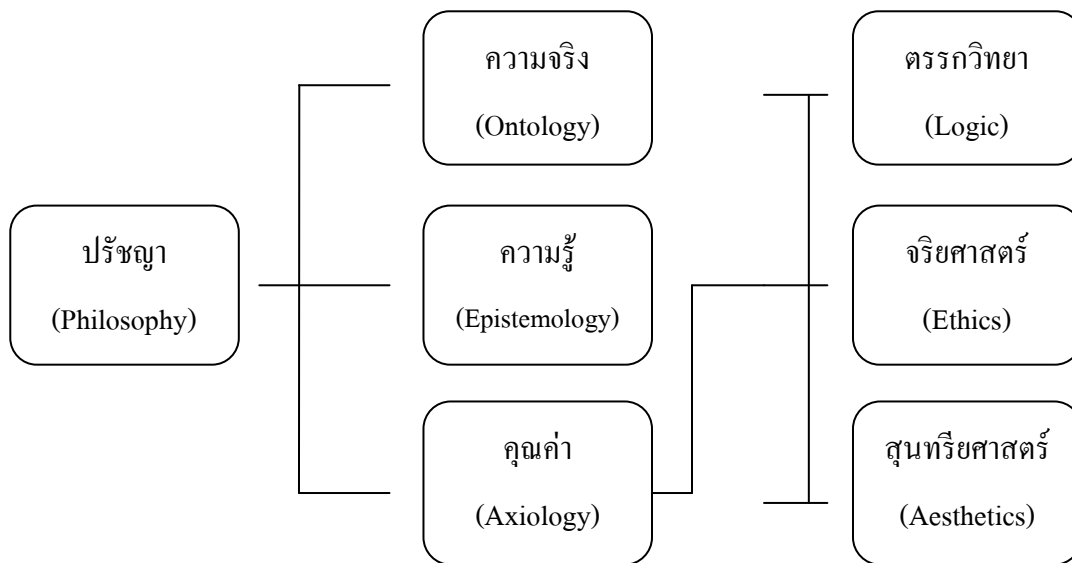 ปรัชญา
(Philosophy)
ความจริง
(Ontology)
ความรู้
(Epistemology)
คุณค่า
(Axiology)
ตรรกวิทยา
(Logic)
จริยศาสตร์
(Ethics)
สุนทรียศาสตร์
(Aesthetics)